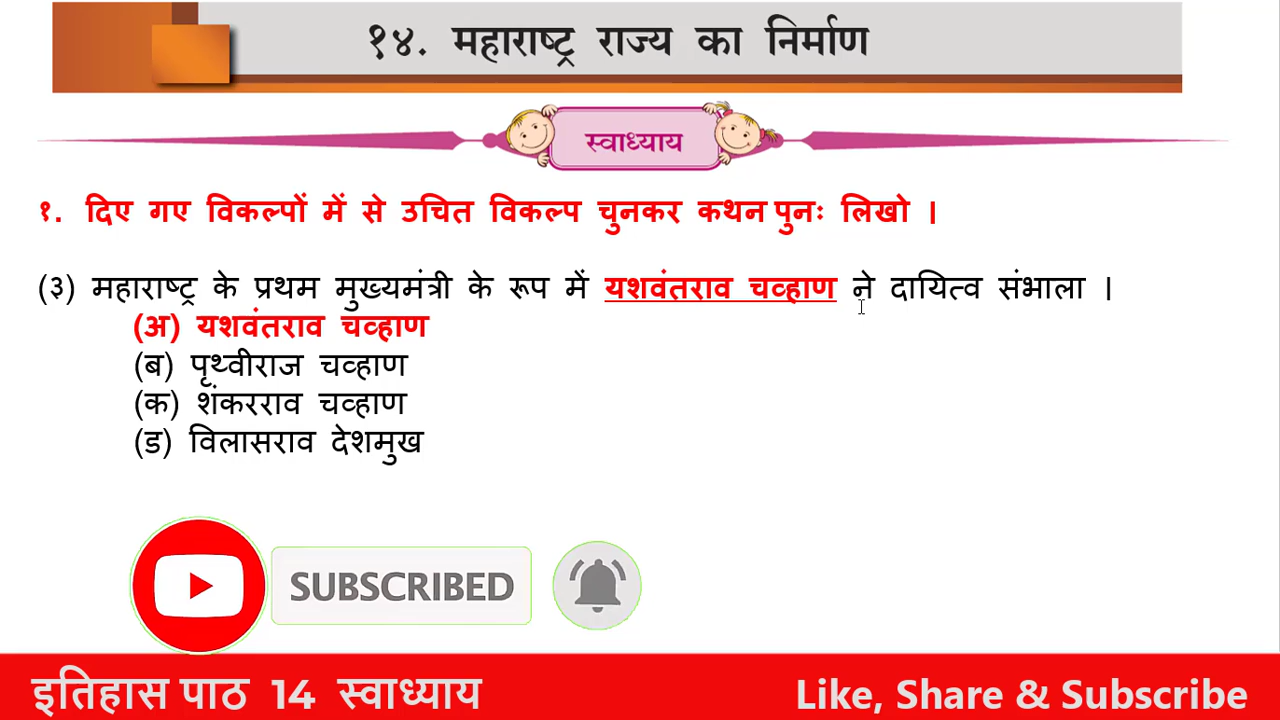 १४. महाराष्ट्र राज्य का निर्माण
स्वाध्याय
१. दिए गए विकल्पों में से उचित विकल्प चुनकर कथन पुनः लिखो ।
(३) महाराष्ट्र के प्रथम मुख्यमंत्री के रूप में यशवंतराव चव्हाण ने दायित्व संभाला ।
(अ) यशवंतराव चव्हाण
(ब) पृथ्वीराज चव्हाण
(क) शंकरराव चव्हाण
(ड) विलासराव देशमुख
SUBSCRIBED
इतिहास पाठ 14 स्वाध्याय
Like, Share & Subscribe